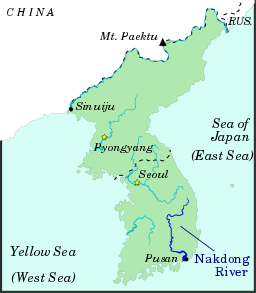 CHINA
RUS.
Mt. Paektu
Sinuiju
Sea of
Japan
(East Sea)
Pyongyang
Seoul
Yellow Sea
(West Sea)
Pusan
Nakdong
River